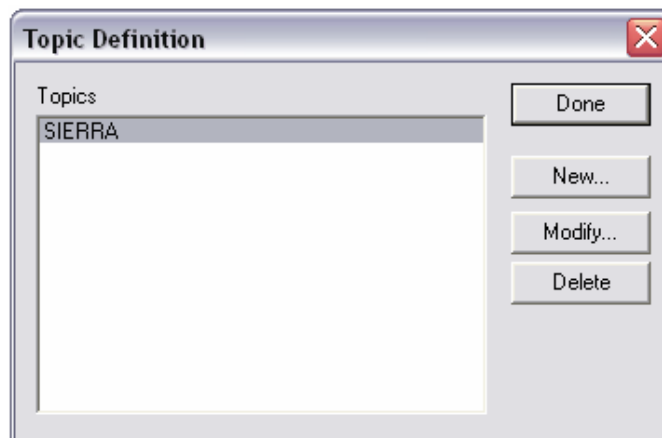 Topic Definition
Topics
SIERRA
Done
New...
Modify...
Delete